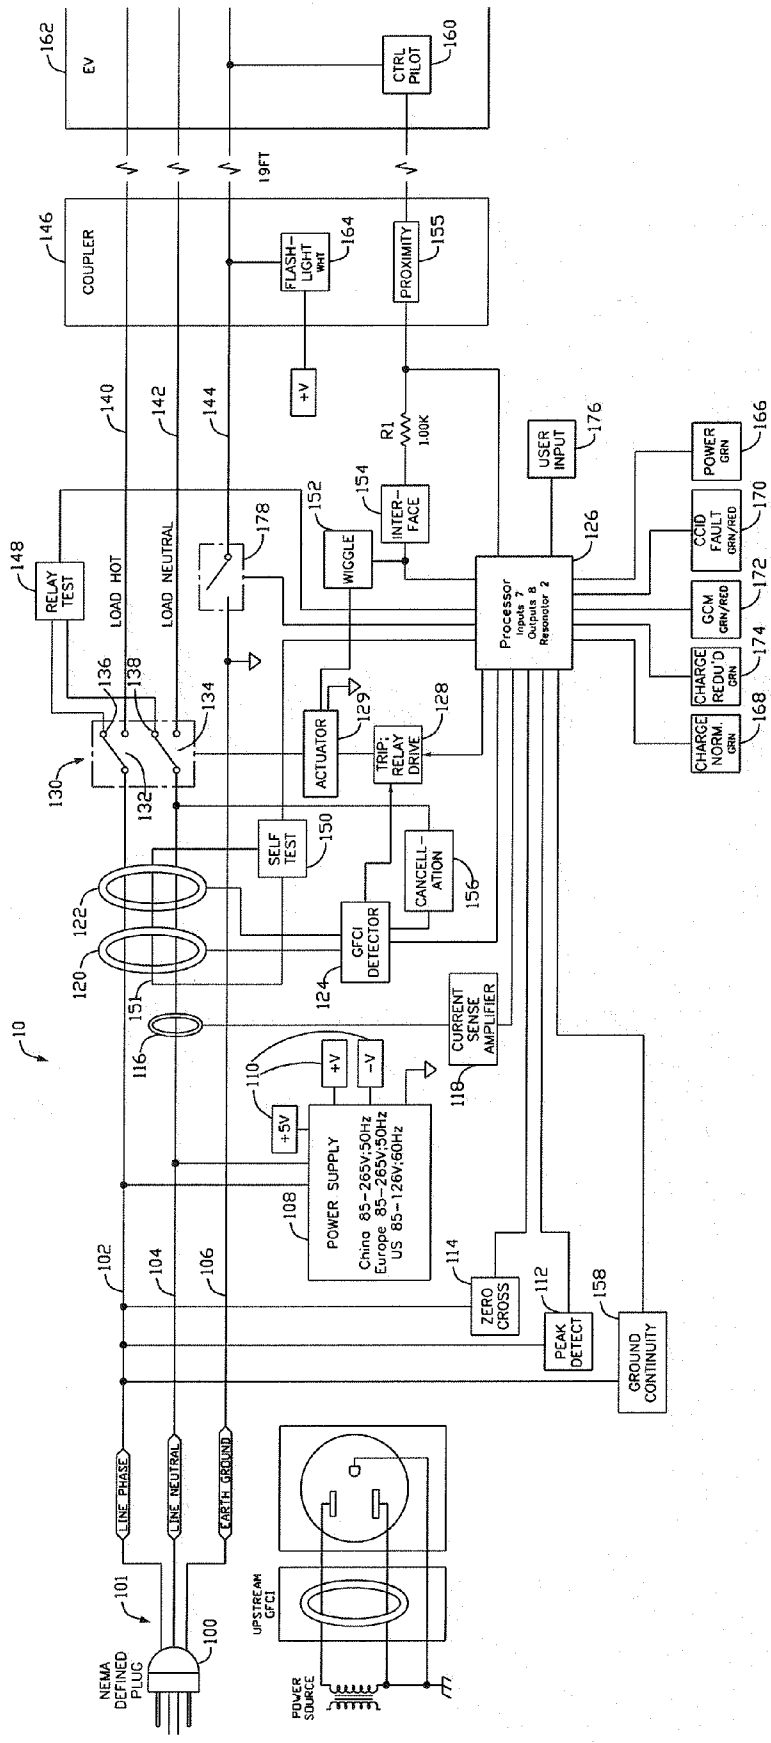 10
NEMA
DEFINED
PLUG
101
100
LINE PHASE
LINE NEUTRAL
EARTH GROUND
POWER
SOURCE
UPSTREAM
GFCI
102
104
106
108
POWER SUPPLY
China 85-265V;50Hz
Europe 85-265V;50Hz
US 85-126V;60Hz
+5V
110
+V
-V
114
ZERO
CROSS
112
PEAK
DETECT
158
GROUND
CONTINUITY
116
118
CURRENT
SENSE
AMPLIFIER
120
122
151
124
GFCI
DETECTOR
SELF
TEST
150
CANCELL-
ATION
156
130
132
134
136
138
148
RELAY
TEST
LOAD HOT
LOAD NEUTRAL
ACTUATOR
129
TRIP;
RELAY
DRIVE
128
152
WIGGLE
178
154
INTER-
FACE
R1
1.00K
Processor
Inputs 7
Outputs 8
Resonator 2
126
USER
INPUT
176
140
142
144
146
COUPLER
+V
FLASH-
LIGHT
WHT
164
PROXIMITY
155
19FT
162
EV
CTRL
PILOT
160
POWER
GRN
166
CCID
FAULT
GRN/RED
170
GCM
GRN/RED
172
CHARGE
REDU'D
GRN
174
CHARGE
NORM.
GRN
168